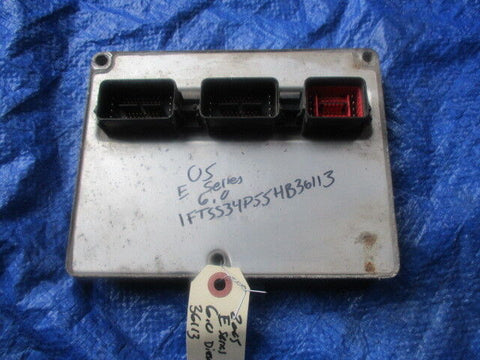 05
E Series
6.0
1FTSS34P55HB36113
2005
E Series
6.0 Diesel
36113